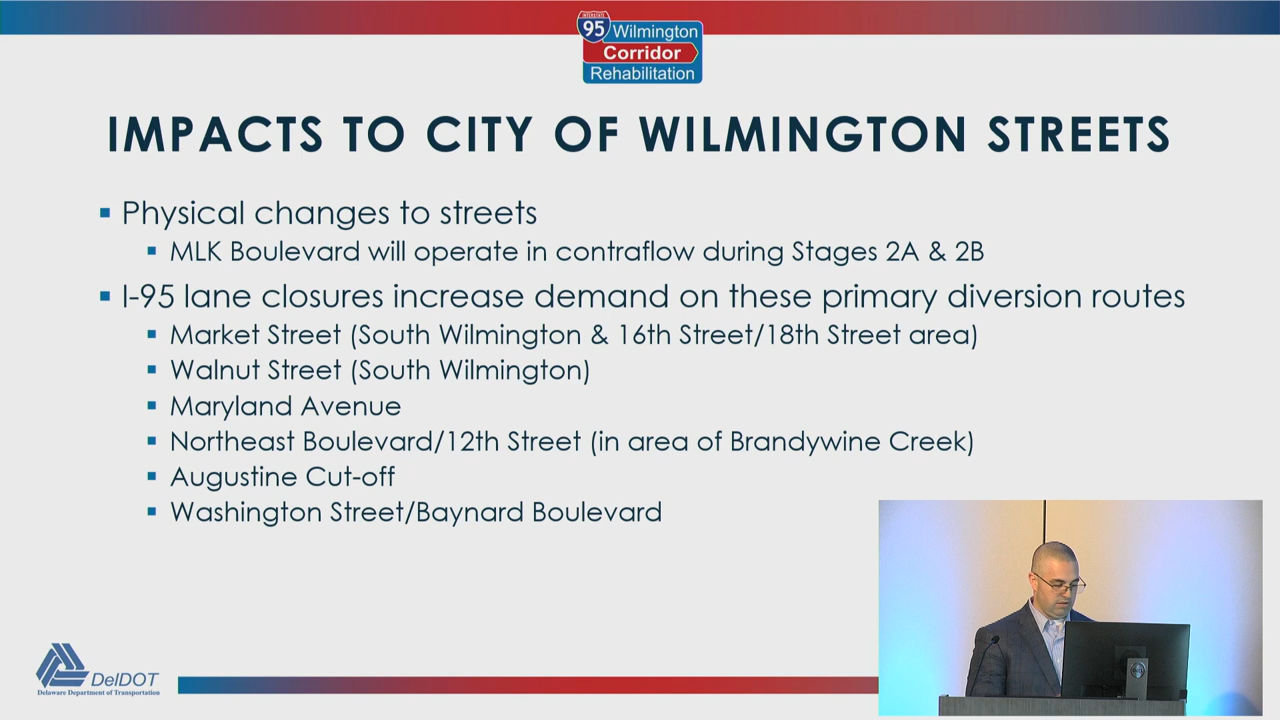 INTERSTATE
95
Wilmington
Corridor
Rehabilitation
IMPACTS TO CITY OF WILMINGTON STREETS
Physical changes to streets
MLK Boulevard will operate in contraflow during Stages 2A & 2B
I-95 lane closures increase demand on these primary diversion routes
Market Street (South Wilmington & 16th Street/18th Street area)
Walnut Street (South Wilmington)
Maryland Avenue
Northeast Boulevard/12th Street (in area of Brandywine Creek)
Augustine Cut-off
Washington Street/Baynard Boulevard
DelDOT
Delaware Department of Transportation